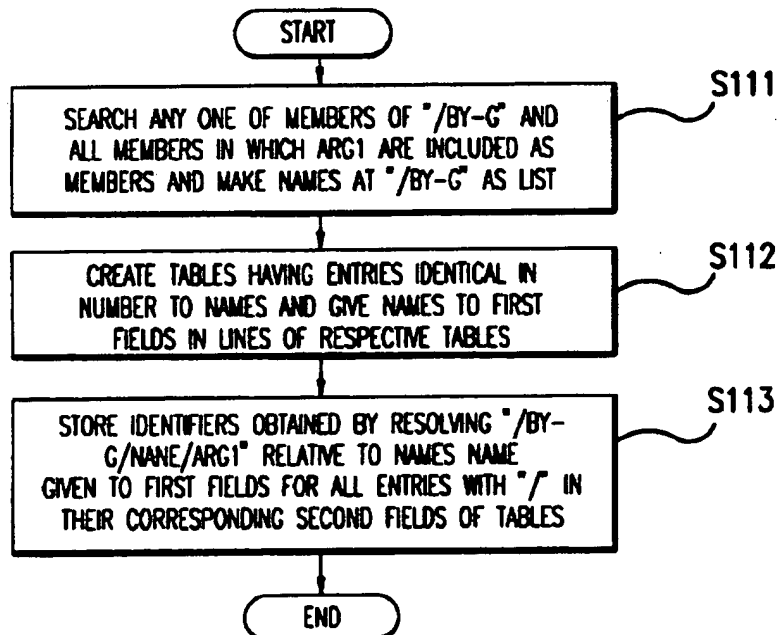 START
S111
SEARCH ANY ONE OF MEMBERS OF "/BY-G" AND
ALL MEMBERS IN WHICH ARG1 ARE INCLUDED AS
MEMBERS AND MAKE NAMES AT "/BY-G" AS LIST
S112
CREATE TABLES HAVING ENTRIES IDENTICAL IN
NUMBER TO NAMES AND GIVE NAMES TO FIRST
FIELDS IN LINES OF RESPECTIVE TABLES
S113
STORE IDENTIFIERS OBTAINED BY RESOLVING "/BY-
G/NANE/ARG1" RELATIVE TO NAMES NAME
GIVEN TO FIRST FIELDS FOR ALL ENTRIES WITH "/" IN
THEIR CORRESPONDING SECOND FIELDS OF TABLES
END